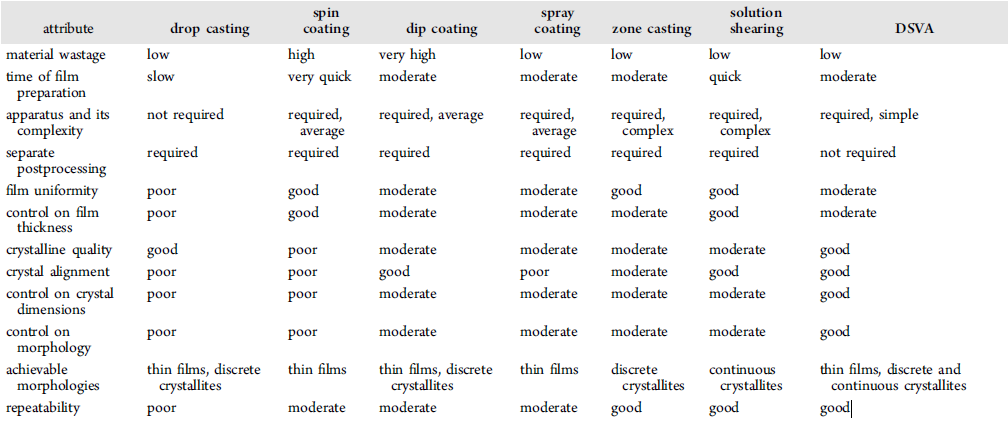 attribute drop casting spin coating dip coating spray coating zone casting solution shearing DSVA
material wastage low high very high low low low low
time of film preparation slow very quick moderate moderate moderate quick moderate
apparatus and its complexity not required required, average required, average required, average required, complex required, complex required, simple
separate postprocessing required required required required required required not required
film uniformity poor good moderate moderate good good moderate
control on film thickness poor good moderate moderate moderate good moderate
crystalline quality good poor moderate moderate moderate moderate good
crystal alignment poor poor good poor moderate good good
control on crystal dimensions poor poor moderate moderate moderate moderate good
control on morphology poor poor moderate moderate moderate moderate good
achievable morphologies thin films, discrete crystallites thin films thin films, discrete crystallites thin films discrete crystallites continuous crystallites thin films, discrete and continuous crystallites
repeatability poor moderate moderate moderate good good good